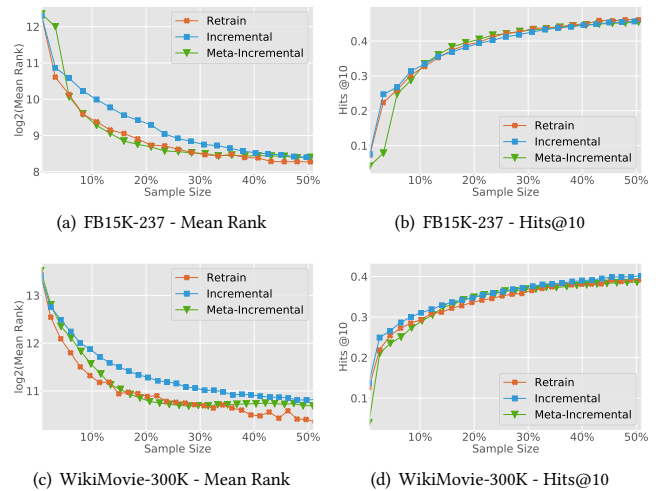 12
11
10
9
8
log2(Mean Rank)
Retrain
Incremental
Meta-Incremental
10% 20% 30% 40% 50%
Sample Size
(a) FB15K-237 - Mean Rank
0.4
0.3
0.2
0.1
Hits @10
Retrain
Incremental
Meta-Incremental
10% 20% 30% 40% 50%
Sample Size
(b) FB15K-237 - Hits@10
13
12
11
log2(Mean Rank)
Retrain
Incremental
Meta-Incremental
10% 20% 30% 40% 50%
Sample Size
(c) WikiMovie-300K - Mean Rank
0.4
0.3
0.2
0.1
Hits @10
Retrain
Incremental
Meta-Incremental
10% 20% 30% 40% 50%
Sample Size
(d) WikiMovie-300K - Hits@10